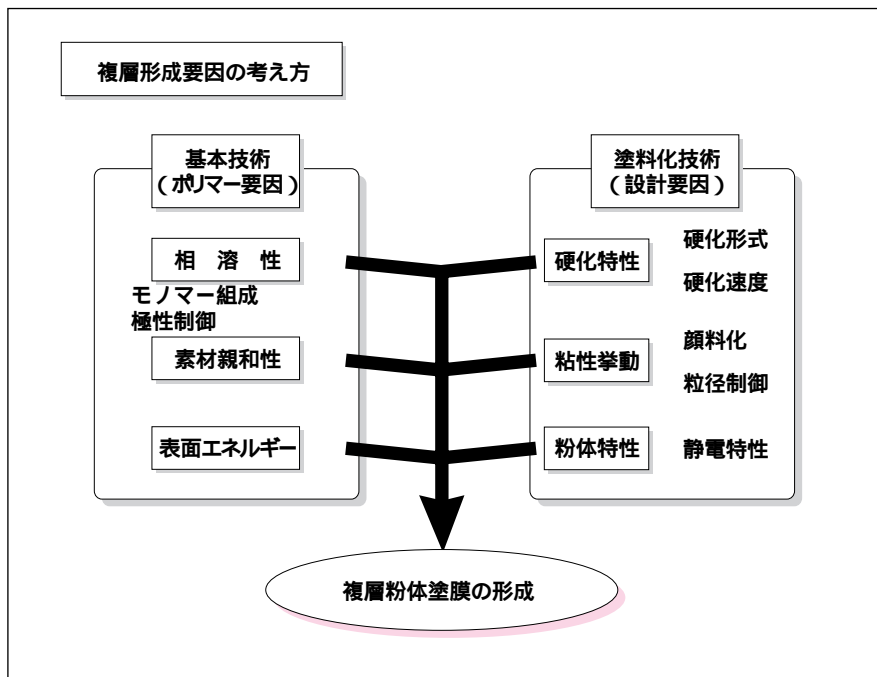 複層形成要因の考え方
基本技術
(ポリマー要因)
相 溶 性
モノマー組成
極性制御
素材親和性
表面エネルギー
塗料化技術
(設計要因)
硬化特性
硬化形式
硬化速度
粘性挙動
顔料化
粒径制御
粉体特性
静電特性
複層粉体塗膜の形成